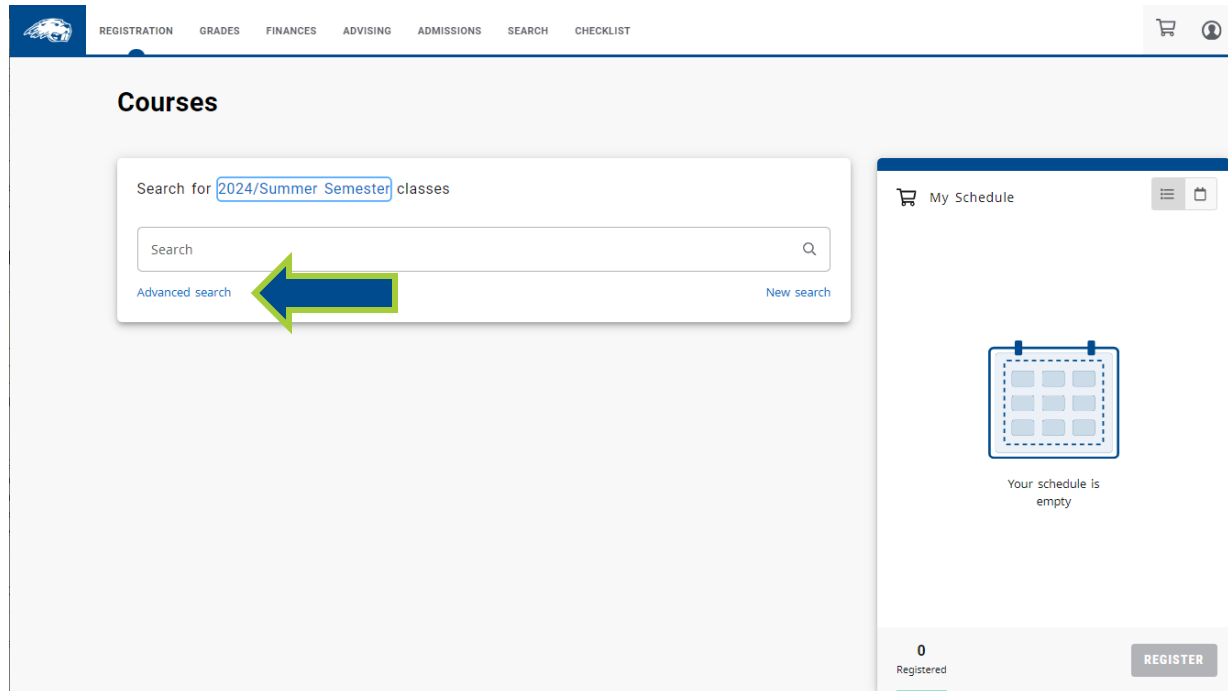 REGISTRATION GRADES FINANCES ADVISING ADMISSIONS SEARCH CHECKLIST
Courses
Search for 2024/Summer Semester classes
Search
Advanced search
New search
My Schedule
Your schedule is
empty
0
Registered
REGISTER